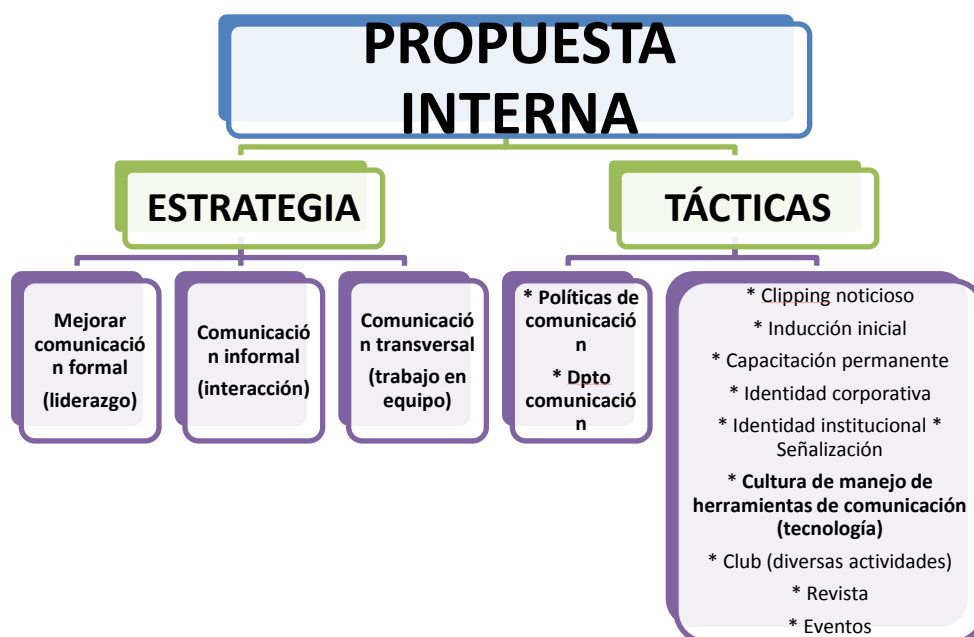 PROPUESTA
INTERNA
ESTRATEGIA
TÁCTICAS
Mejorar
comunicació
n formal
(liderazgo)
Comunicació
n informal
(interacción)
Comunicació
n transversal
(trabajo en
equipo)
* Políticas de
comunicació
n
* Dpto
comunicació
n
* Clipping noticioso
* Inducción inicial
* Capacitación permanente
* Identidad corporativa
* Identidad institucional *
Señalización
* Cultura de manejo de
herramientas de comunicación
(tecnología)
* Club (diversas actividades)
* Revista
* Eventos